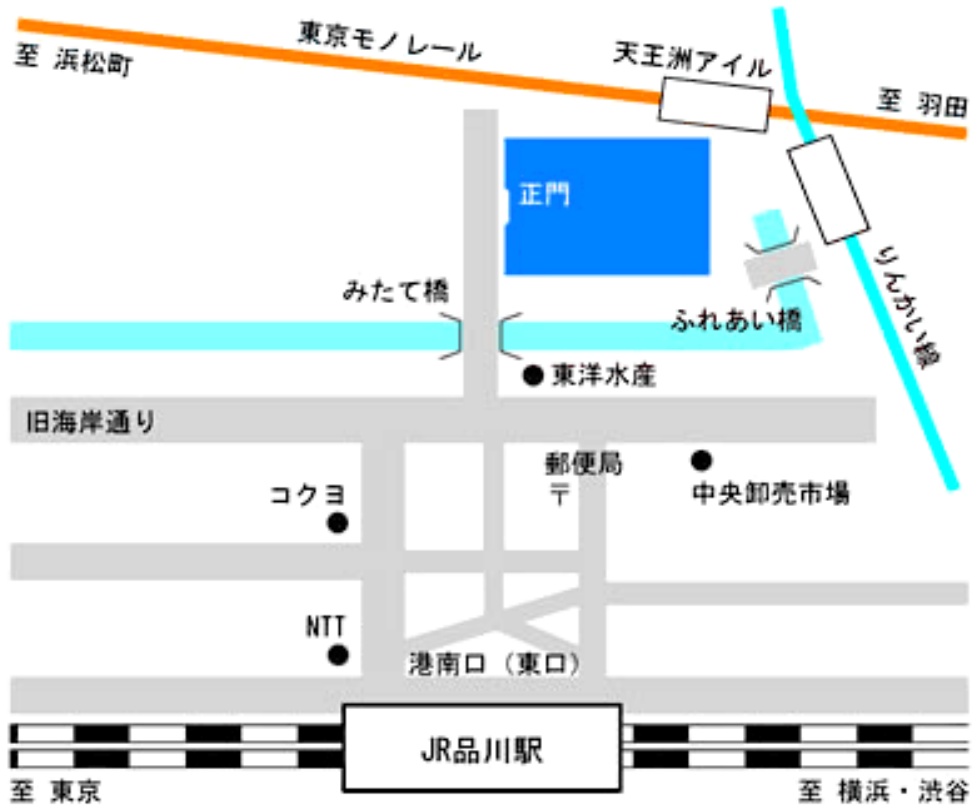 東京モノレール
至 浜松町
天王洲アイル
至 羽田
正門
りんかい線
みたて橋
ふれあい橋
東洋水産
旧海岸通り
郵便局
〒
コクヨ
中央卸売市場
NTT
港南口（東口）
JR品川駅
至 東京
至 横浜・渋谷